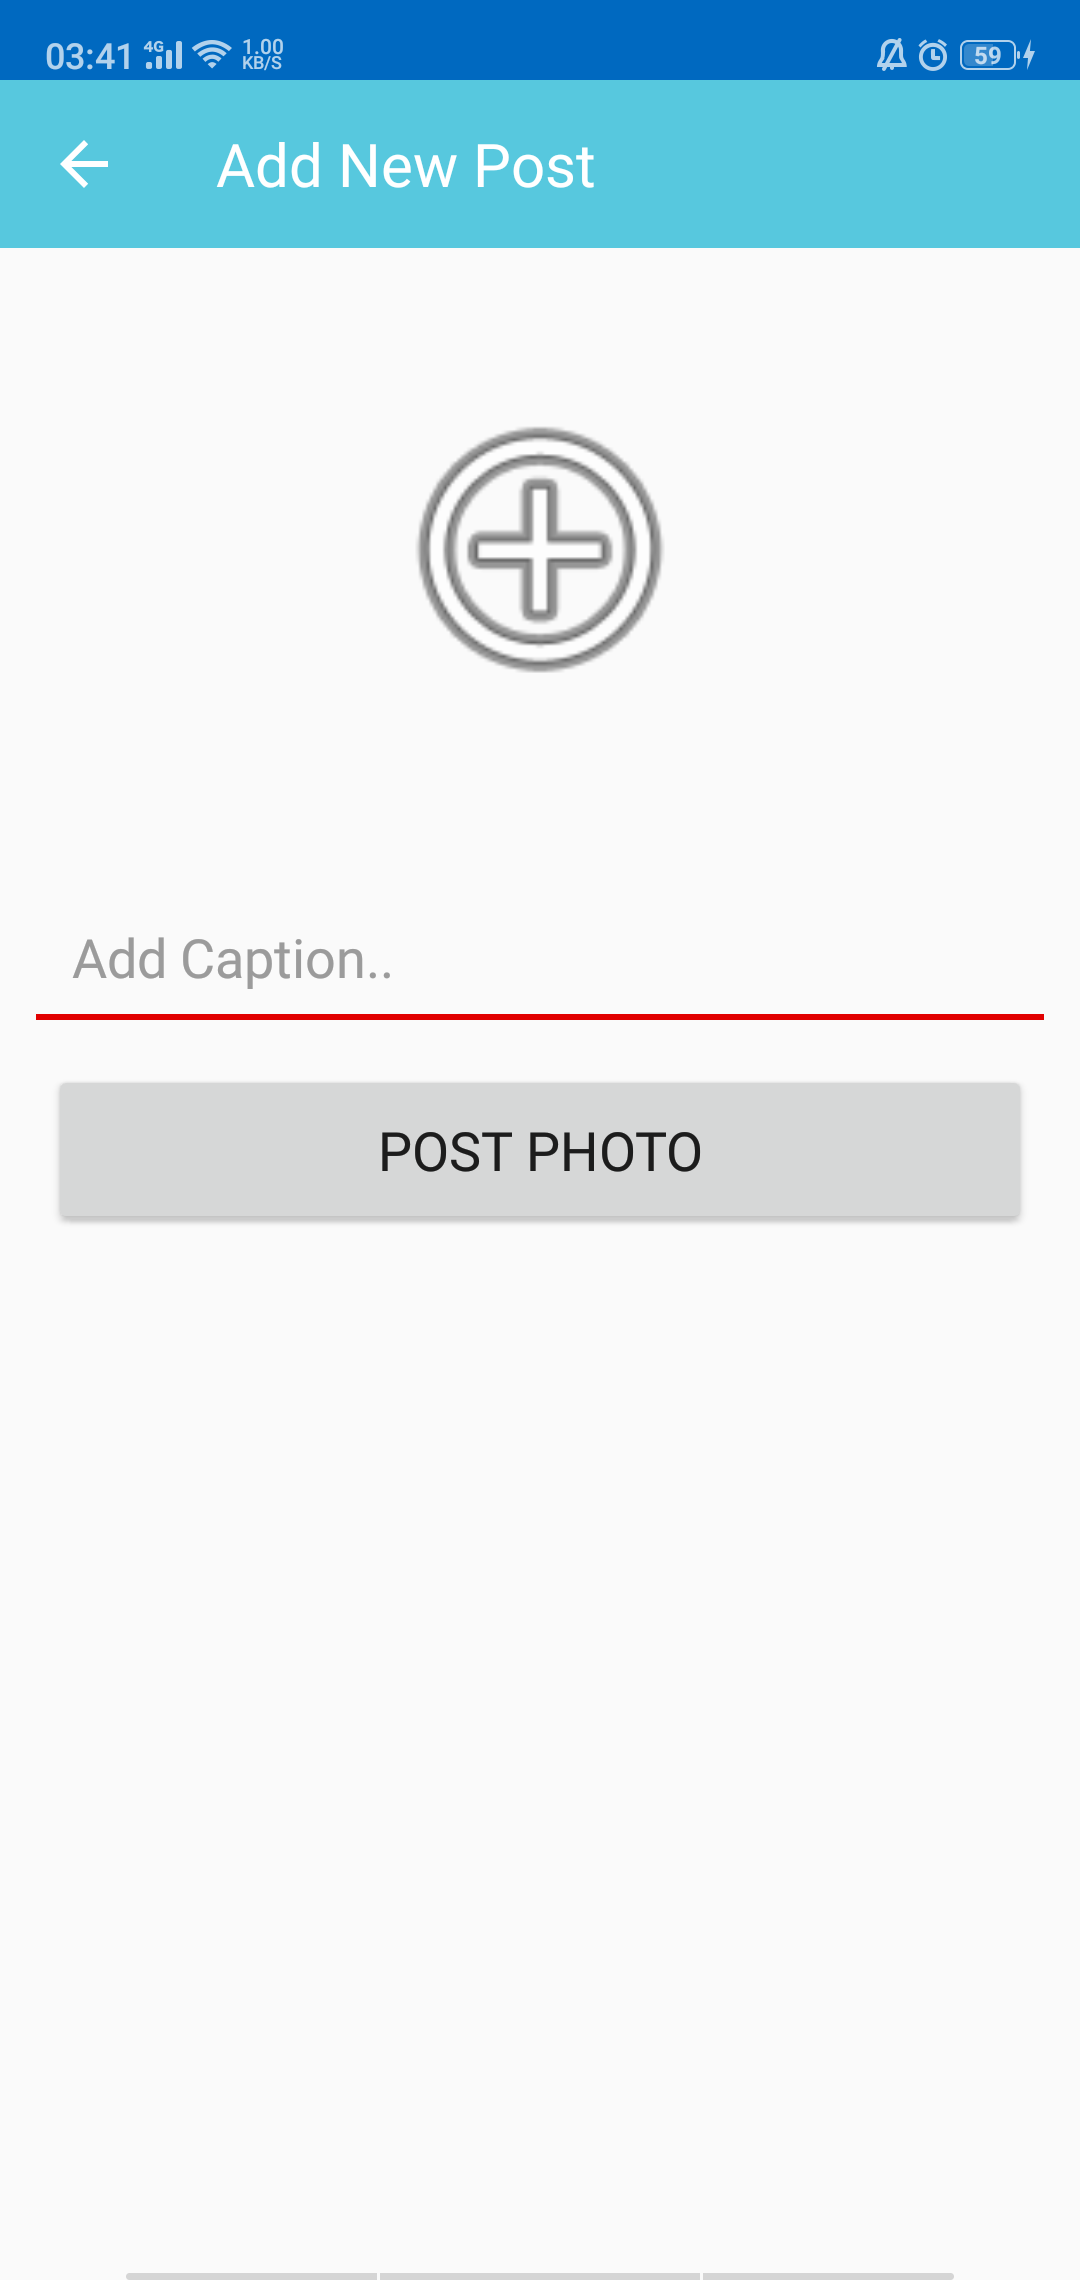 03:41 4G 1.00 KB/S 59
Add New Post
Add Caption..
POST PHOTO